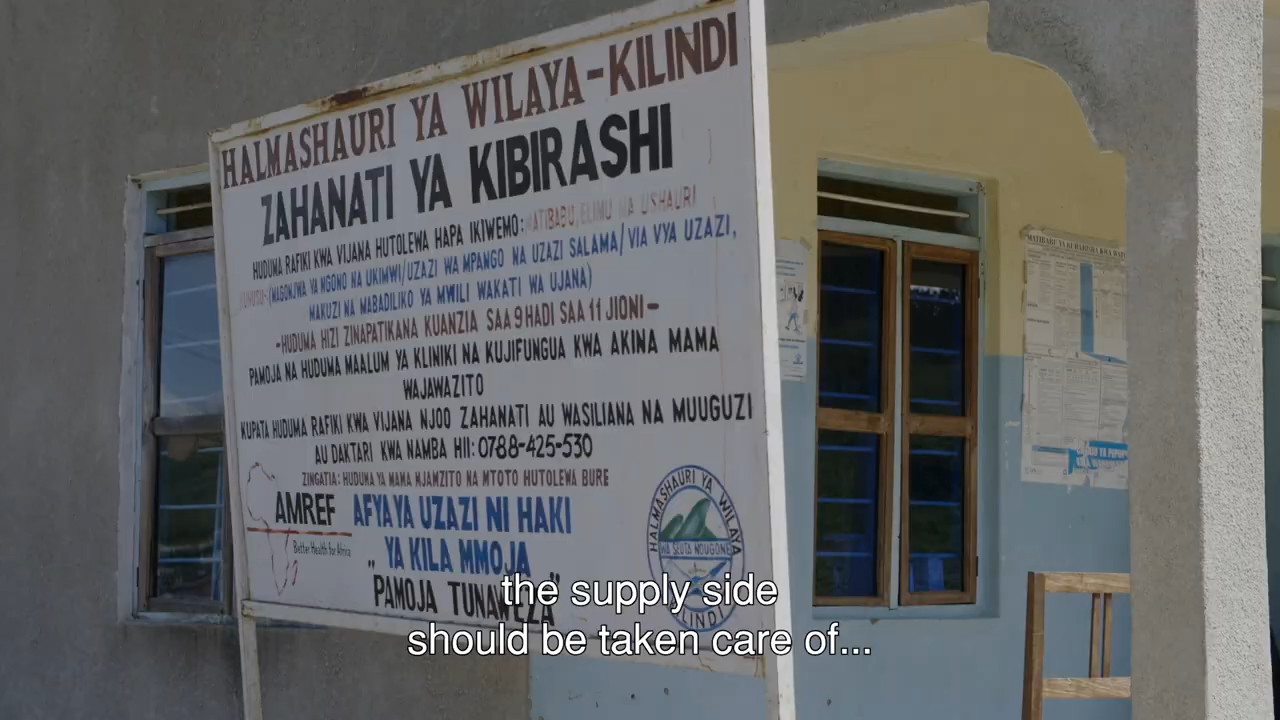 HALMASHAURI YA WILAYA-KILINDI
ZAHANATI YA KIBIRASHI
HUDUMA RAFIKI KWA VIJANA HUTOLEWA HAPA IKIWEMO: MATIBABU, ELIMU NA USHAURI
(MAGONJWA YA NGONO NA UKIMWI/UZAZI WA MPANGO NA UZAZI SALAMA/VIA VYA UZAZI,
MAKUZI NA MABADILIKO YA MWILI WAKATI WA UJANA)
-HUDUMA HIZI ZINAPATIKANA KUANZIA SAA 9 HADI SAA 11 JIONI-
PAMOJA NA HUDUMA MAALUM YA KLINIKI NA KUJIFUNGUA KWA AKINA MAMA
WAJAWAZITO
KUPATA HUDUMA RAFIKI KWA VIJANA NJOO ZAHANATI AU WASILIANA NA MUUGUZI
AU DAKTARI KWA NAMBA HII: 0788-425-530
ZINGATIA: HUDUMA YA MAMA MJAMZITO NA MTOTO HUTOLEWA BURE
AMREF
Better Health for Africa
AFYA YA UZAZI NI HAKI
YA KILA MMOJA
"PAMOJA TUNAWEZA"
HALMASHAURI YA WILAYA
KILINDI
the supply side
should be taken care of...